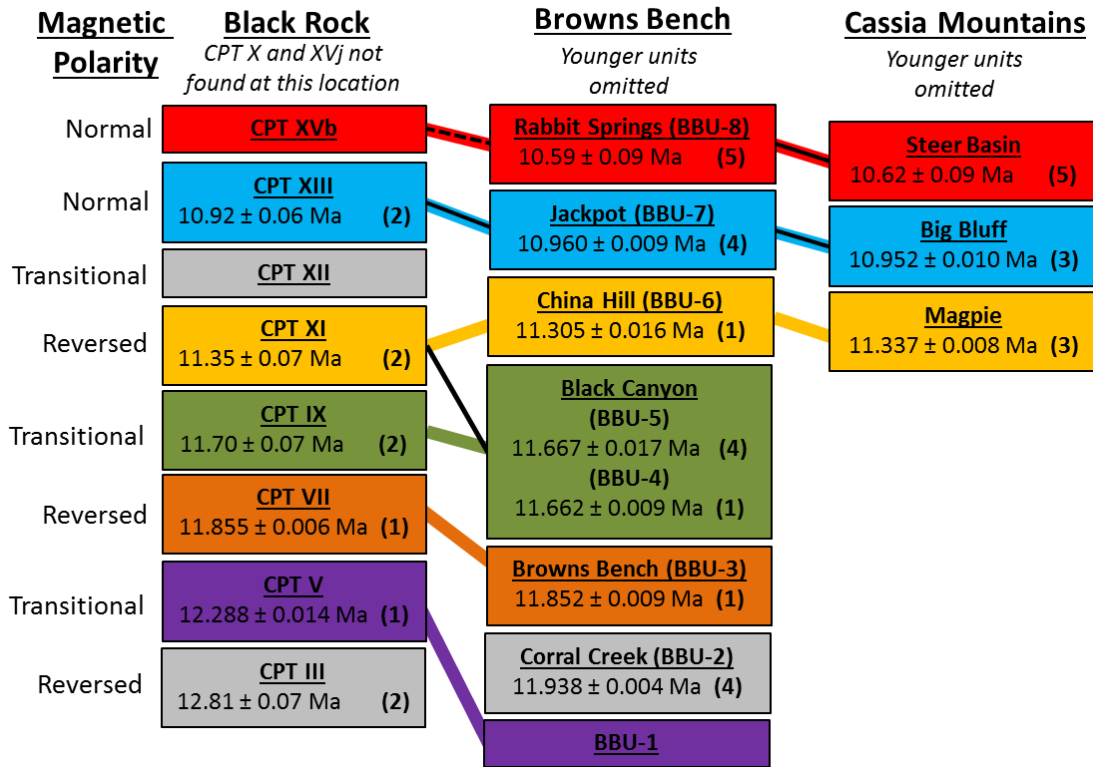 Magnetic
Polarity
Normal
Normal
Transitional
Reversed
Transitional
Reversed
Transitional
Reversed
Black Rock
CPT X and XVj not
found at this location
CPT XVb
CPT XIII
10.92 ± 0.06 Ma (2)
CPT XII
CPT XI
11.35 ± 0.07 Ma (2)
CPT IX
11.70 ± 0.07 Ma (2)
CPT VII
11.855 ± 0.006 Ma (1)
CPT V
12.288 ± 0.014 Ma (1)
CPT III
12.81 ± 0.07 Ma (2)
Browns Bench
Younger units
omitted
Rabbit Springs (BBU-8)
10.59 ± 0.09 Ma (5)
Jackpot (BBU-7)
10.960 ± 0.009 Ma (4)
China Hill (BBU-6)
11.305 ± 0.016 Ma (1)
Black Canyon
(BBU-5)
11.667 ± 0.017 Ma (4)
(BBU-4)
11.662 ± 0.009 Ma (1)
Browns Bench (BBU-3)
11.852 ± 0.009 Ma (1)
Corral Creek (BBU-2)
11.938 ± 0.004 Ma (4)
BBU-1
Cassia Mountains
Younger units
omitted
Steer Basin
10.62 ± 0.09 Ma (5)
Big Bluff
10.952 ± 0.010 Ma (3)
Magpie
11.337 ± 0.008 Ma (3)